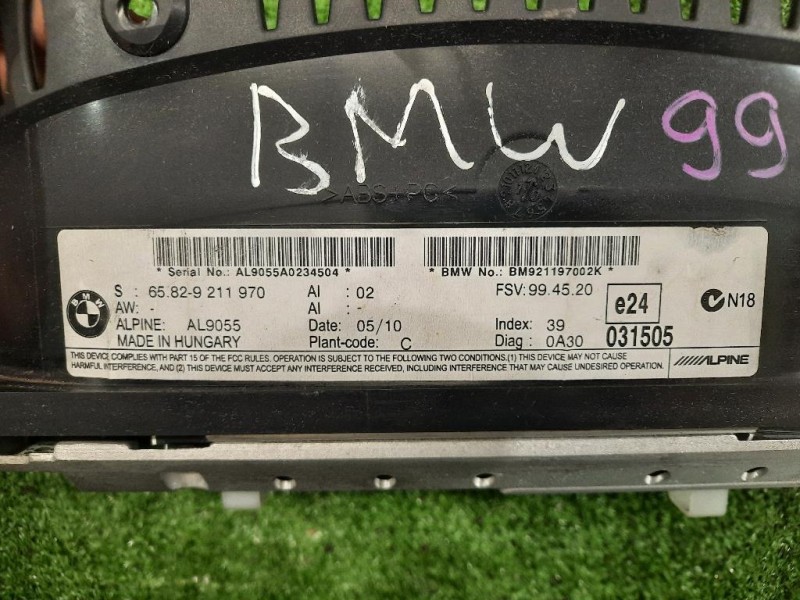 BMW 99
>ABS+PC<
* Serial No.: AL9055A0234504 *
* BMW No.: BM921197002K *
BMW
S : 65.82-9 211 970 AI : 02 FSV: 99.45.20 e24 N18
AW: - AI : -
ALPINE: AL9055 Date: 05/10 Index: 39 031505
MADE IN HUNGARY Plant-code: C Diag : 0A30
THIS DEVICE COMPLIES WITH PART 15 OF THE FCC RULES. OPERATION IS SUBJECT TO THE FOLLOWING TWO CONDITIONS.(1) THIS DEVICE MAY NOT CAUSE
HARMFUL INTERFERENCE, AND(2) THIS DEVICE MUST ACCEPT ANY INTERFERENCE RECEIVED, INCLUDING INTERFERENCE THAT MAY CAUSE UNDESIRED OPERATION.
ALPINE